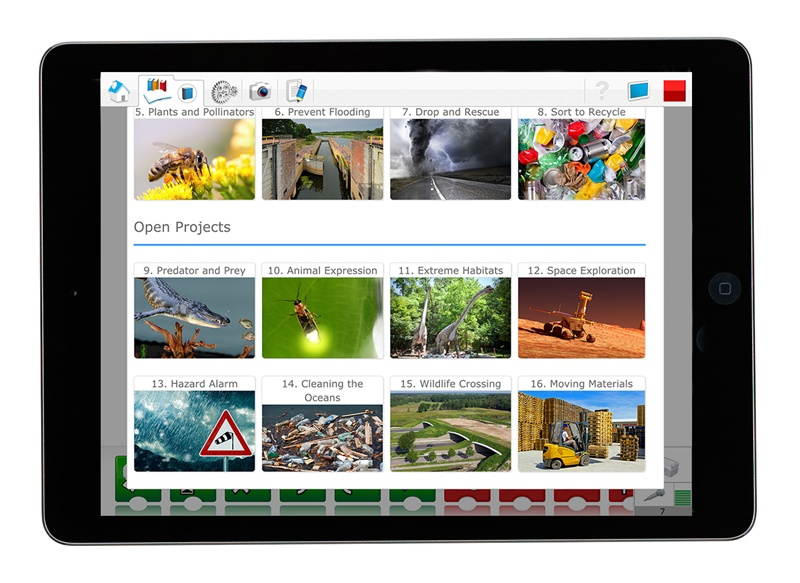 5. Plants and Pollinators
6. Prevent Flooding
7. Drop and Rescue
8. Sort to Recycle
Open Projects
9. Predator and Prey
10. Animal Expression
11. Extreme Habitats
12. Space Exploration
13. Hazard Alarm
14. Cleaning the
Oceans
15. Wildlife Crossing
16. Moving Materials
7